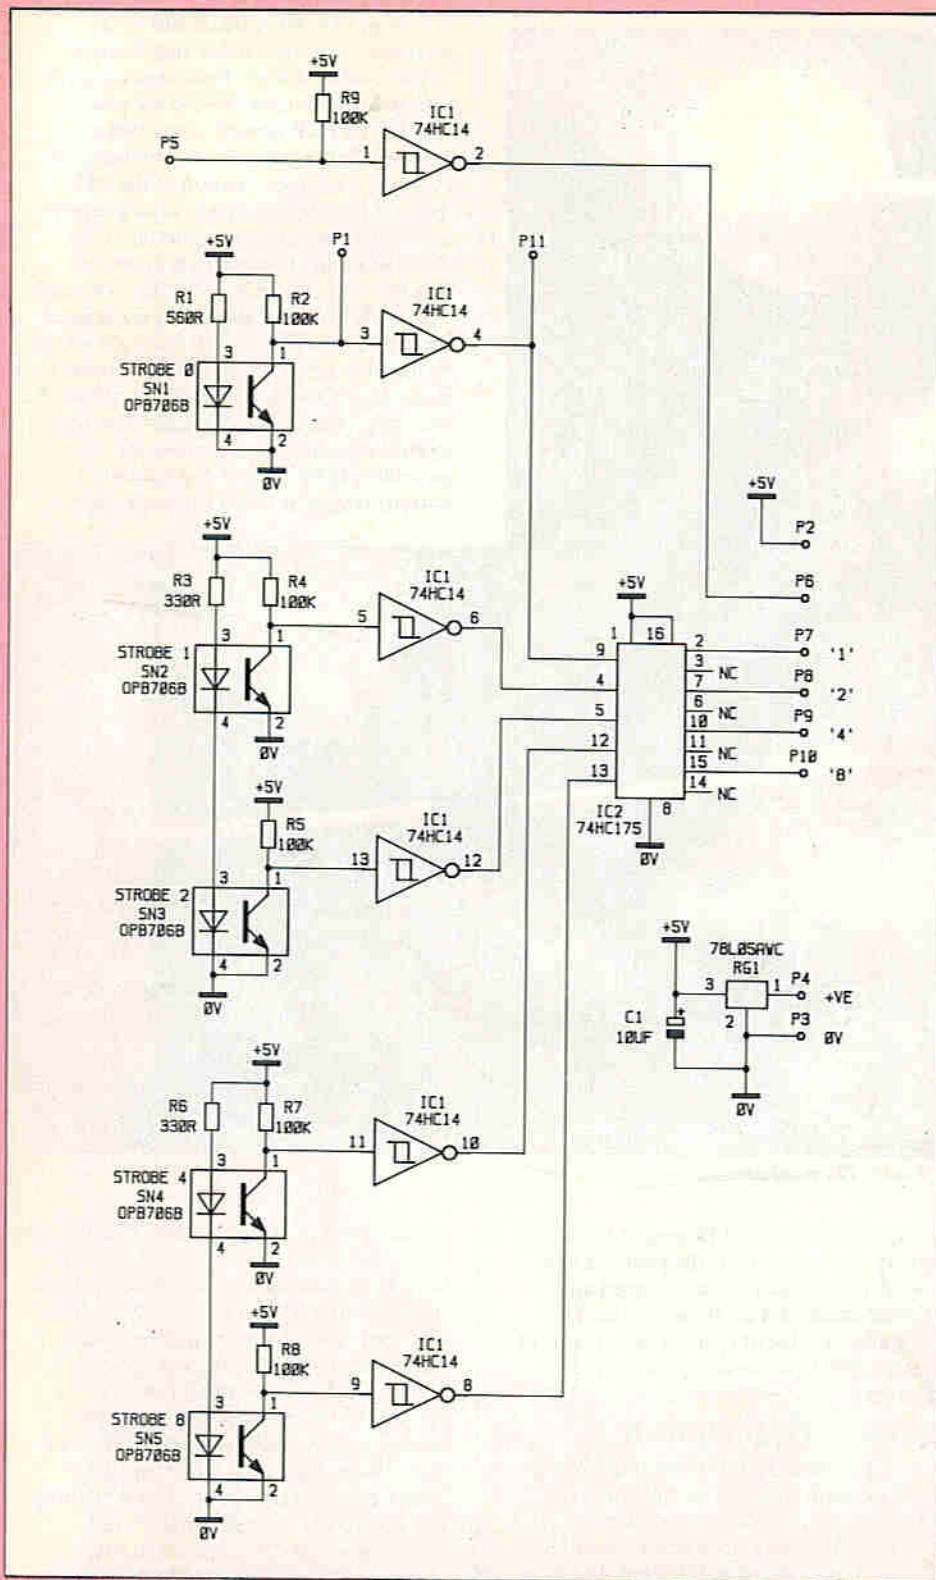 +5V
R9
100K
IC1
74HC14
P5
1
2
+5V
P1
P11
R1
560R
R2
100K
IC1
74HC14
3
4
3
1
STROBE 0
SN1
OPB706B
4
2
0V
+5V
P2
+5V
R3
330R
R4
100K
IC1
74HC14
5
6
P6
+5V
3
1
STROBE 1
SN2
OPB706B
4
2
0V
1
16
9
2
P7
'1'
3
NC
4
7
P8
'2'
6
NC
5
10
P9
'4'
11
NC
12
15
P10
'8'
13
14
NC
8
IC2
74HC175
0V
+5V
R5
100K
IC1
74HC14
13
12
3
1
STROBE 2
SN3
OPB706B
4
2
0V
+5V
78L05AWC
RG1
3
1
P4
+VE
2
P3
0V
C1
10UF
+
0V
+5V
R6
330R
R7
100K
IC1
74HC14
11
10
3
1
STROBE 4
SN4
OPB706B
4
2
0V
+5V
R8
100K
IC1
74HC14
9
8
3
1
STROBE 8
SN5
OPB706B
4
2
0V